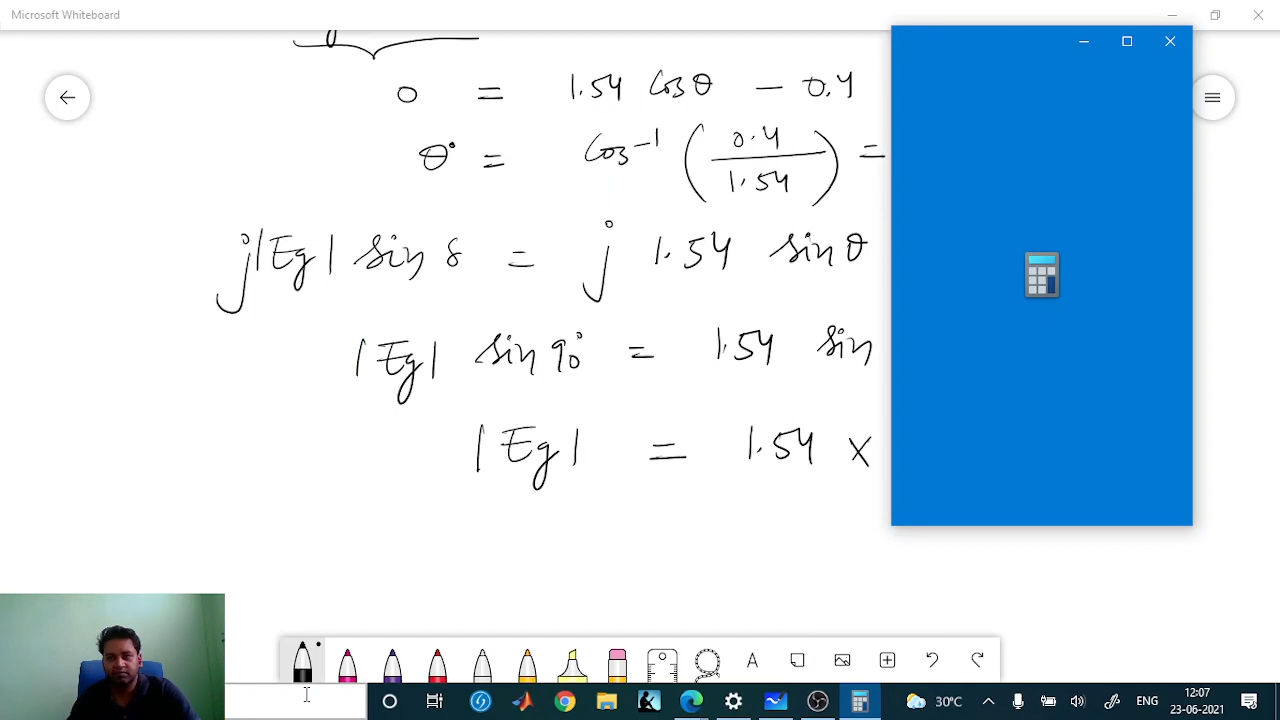 Microsoft Whiteboard
0 = 1.54 Cosθ - 0.4
θ° = Cos⁻¹ (0.4/1.54) =
j|Eg| sin δ = j 1.54 sinθ
|Eg| sin 90° = 1.54 sin
|Eg| = 1.54 ×
A
30°C
ENG
12:07
23-06-2021